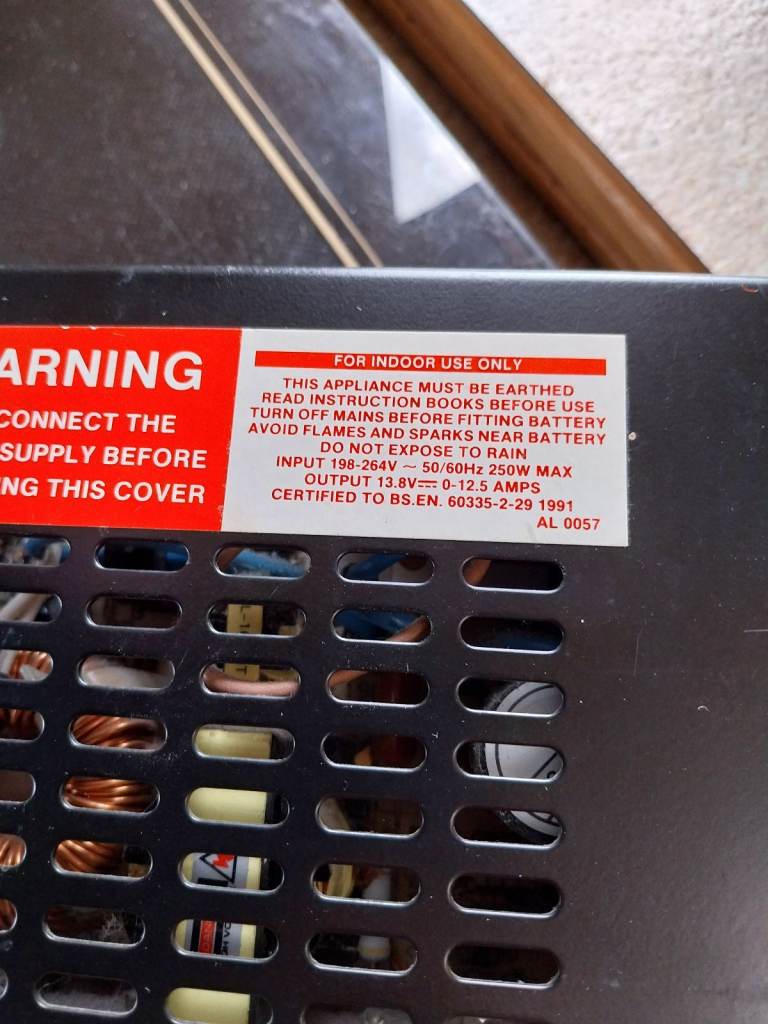 ARNING
CONNECT THE
SUPPLY BEFORE
ING THIS COVER
FOR INDOOR USE ONLY
THIS APPLIANCE MUST BE EARTHED
READ INSTRUCTION BOOKS BEFORE USE
TURN OFF MAINS BEFORE FITTING BATTERY
AVOID FLAMES AND SPARKS NEAR BATTERY
DO NOT EXPOSE TO RAIN
INPUT 198-264V ~ 50/60Hz 250W MAX
OUTPUT 13.8V⎓ 0-12.5 AMPS
CERTIFIED TO BS.EN. 60335-2-29 1991
AL 0057